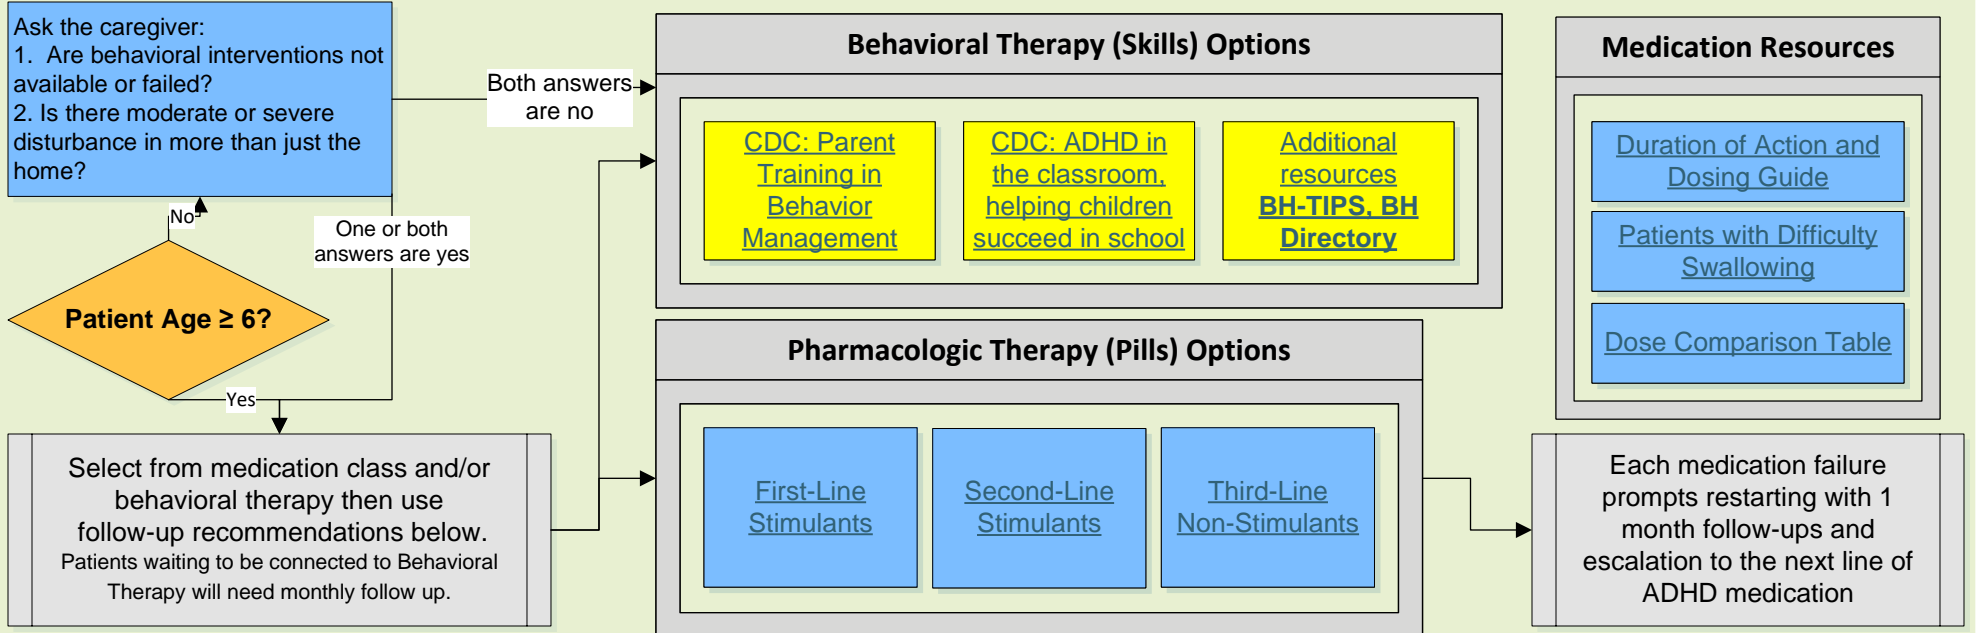 Ask the caregiver:
1.  Are behavioral interventions not
available or failed?
2. Is there moderate or severe
disturbance in more than just the
home?
Both answers
are no
No
One or both
answers are yes
Patient Age ≥ 6?
Yes
Select from medication class and/or
behavioral therapy then use
follow-up recommendations below.
Patients waiting to be connected to Behavioral
Therapy will need monthly follow up.
Behavioral Therapy (Skills) Options
CDC: Parent
Training in
Behavior
Management
CDC: ADHD in
the classroom,
helping children
succeed in school
Additional
resources
BH-TIPS, BH
Directory
Pharmacologic Therapy (Pills) Options
First-Line
Stimulants
Second-Line
Stimulants
Third-Line
Non-Stimulants
Medication Resources
Duration of Action and
Dosing Guide
Patients with Difficulty
Swallowing
Dose Comparison Table
Each medication failure
prompts restarting with 1
month follow-ups and
escalation to the next line of
ADHD medication